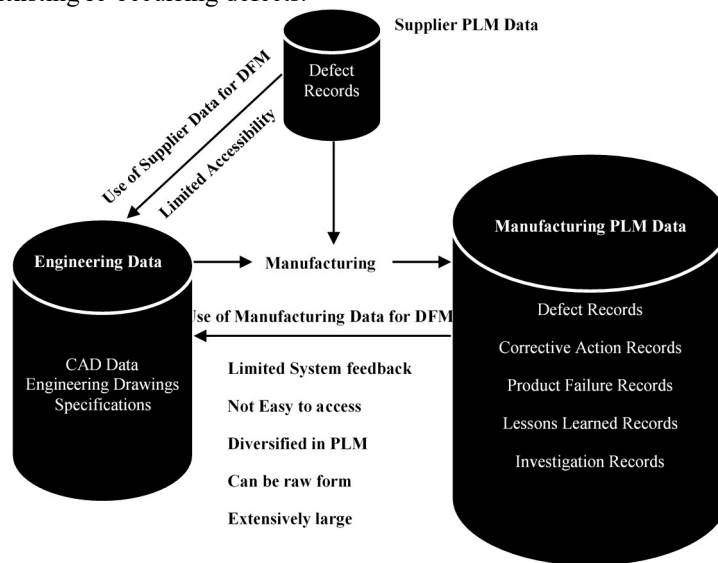 re-occurring defects.
Supplier PLM Data
Defect
Records
Use of Supplier Data for DFM
Limited Accessibility
Engineering Data
CAD Data
Engineering Drawings
Specifications
Manufacturing
Manufacturing PLM Data
Defect Records
Corrective Action Records
Product Failure Records
Lessons Learned Records
Investigation Records
Use of Manufacturing Data for DFM
Limited System feedback
Not Easy to access
Diversified in PLM
Can be raw form
Extensively large